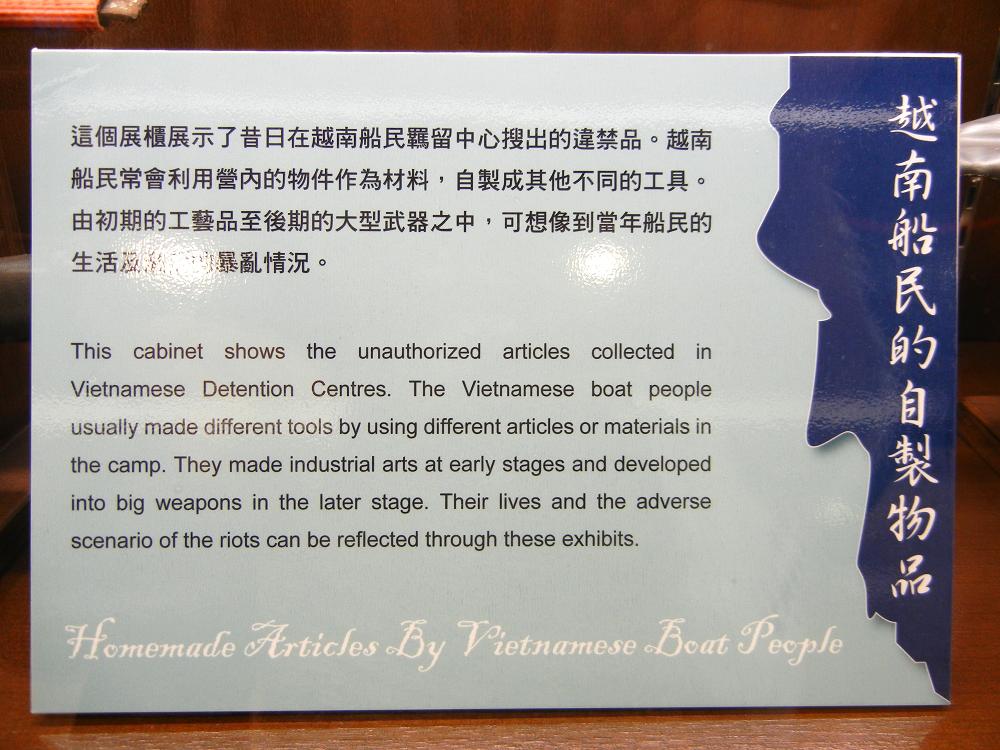 這個展櫃展示了昔日在越南船民羈留中心搜出的違禁品。越南
船民常會利用營內的物件作為材料，自製成其他不同的工具。
由初期的工藝品至後期的大型武器之中，可想像到當年船民的
生活及暴亂情況。
This cabinet shows the unauthorized articles collected in
Vietnamese Detention Centres. The Vietnamese boat people
usually made different tools by using different articles or materials in
the camp. They made industrial arts at early stages and developed
into big weapons in the later stage. Their lives and the adverse
scenario of the riots can be reflected through these exhibits.
Homemade Articles By Vietnamese Boat People
越南船民的自製物品